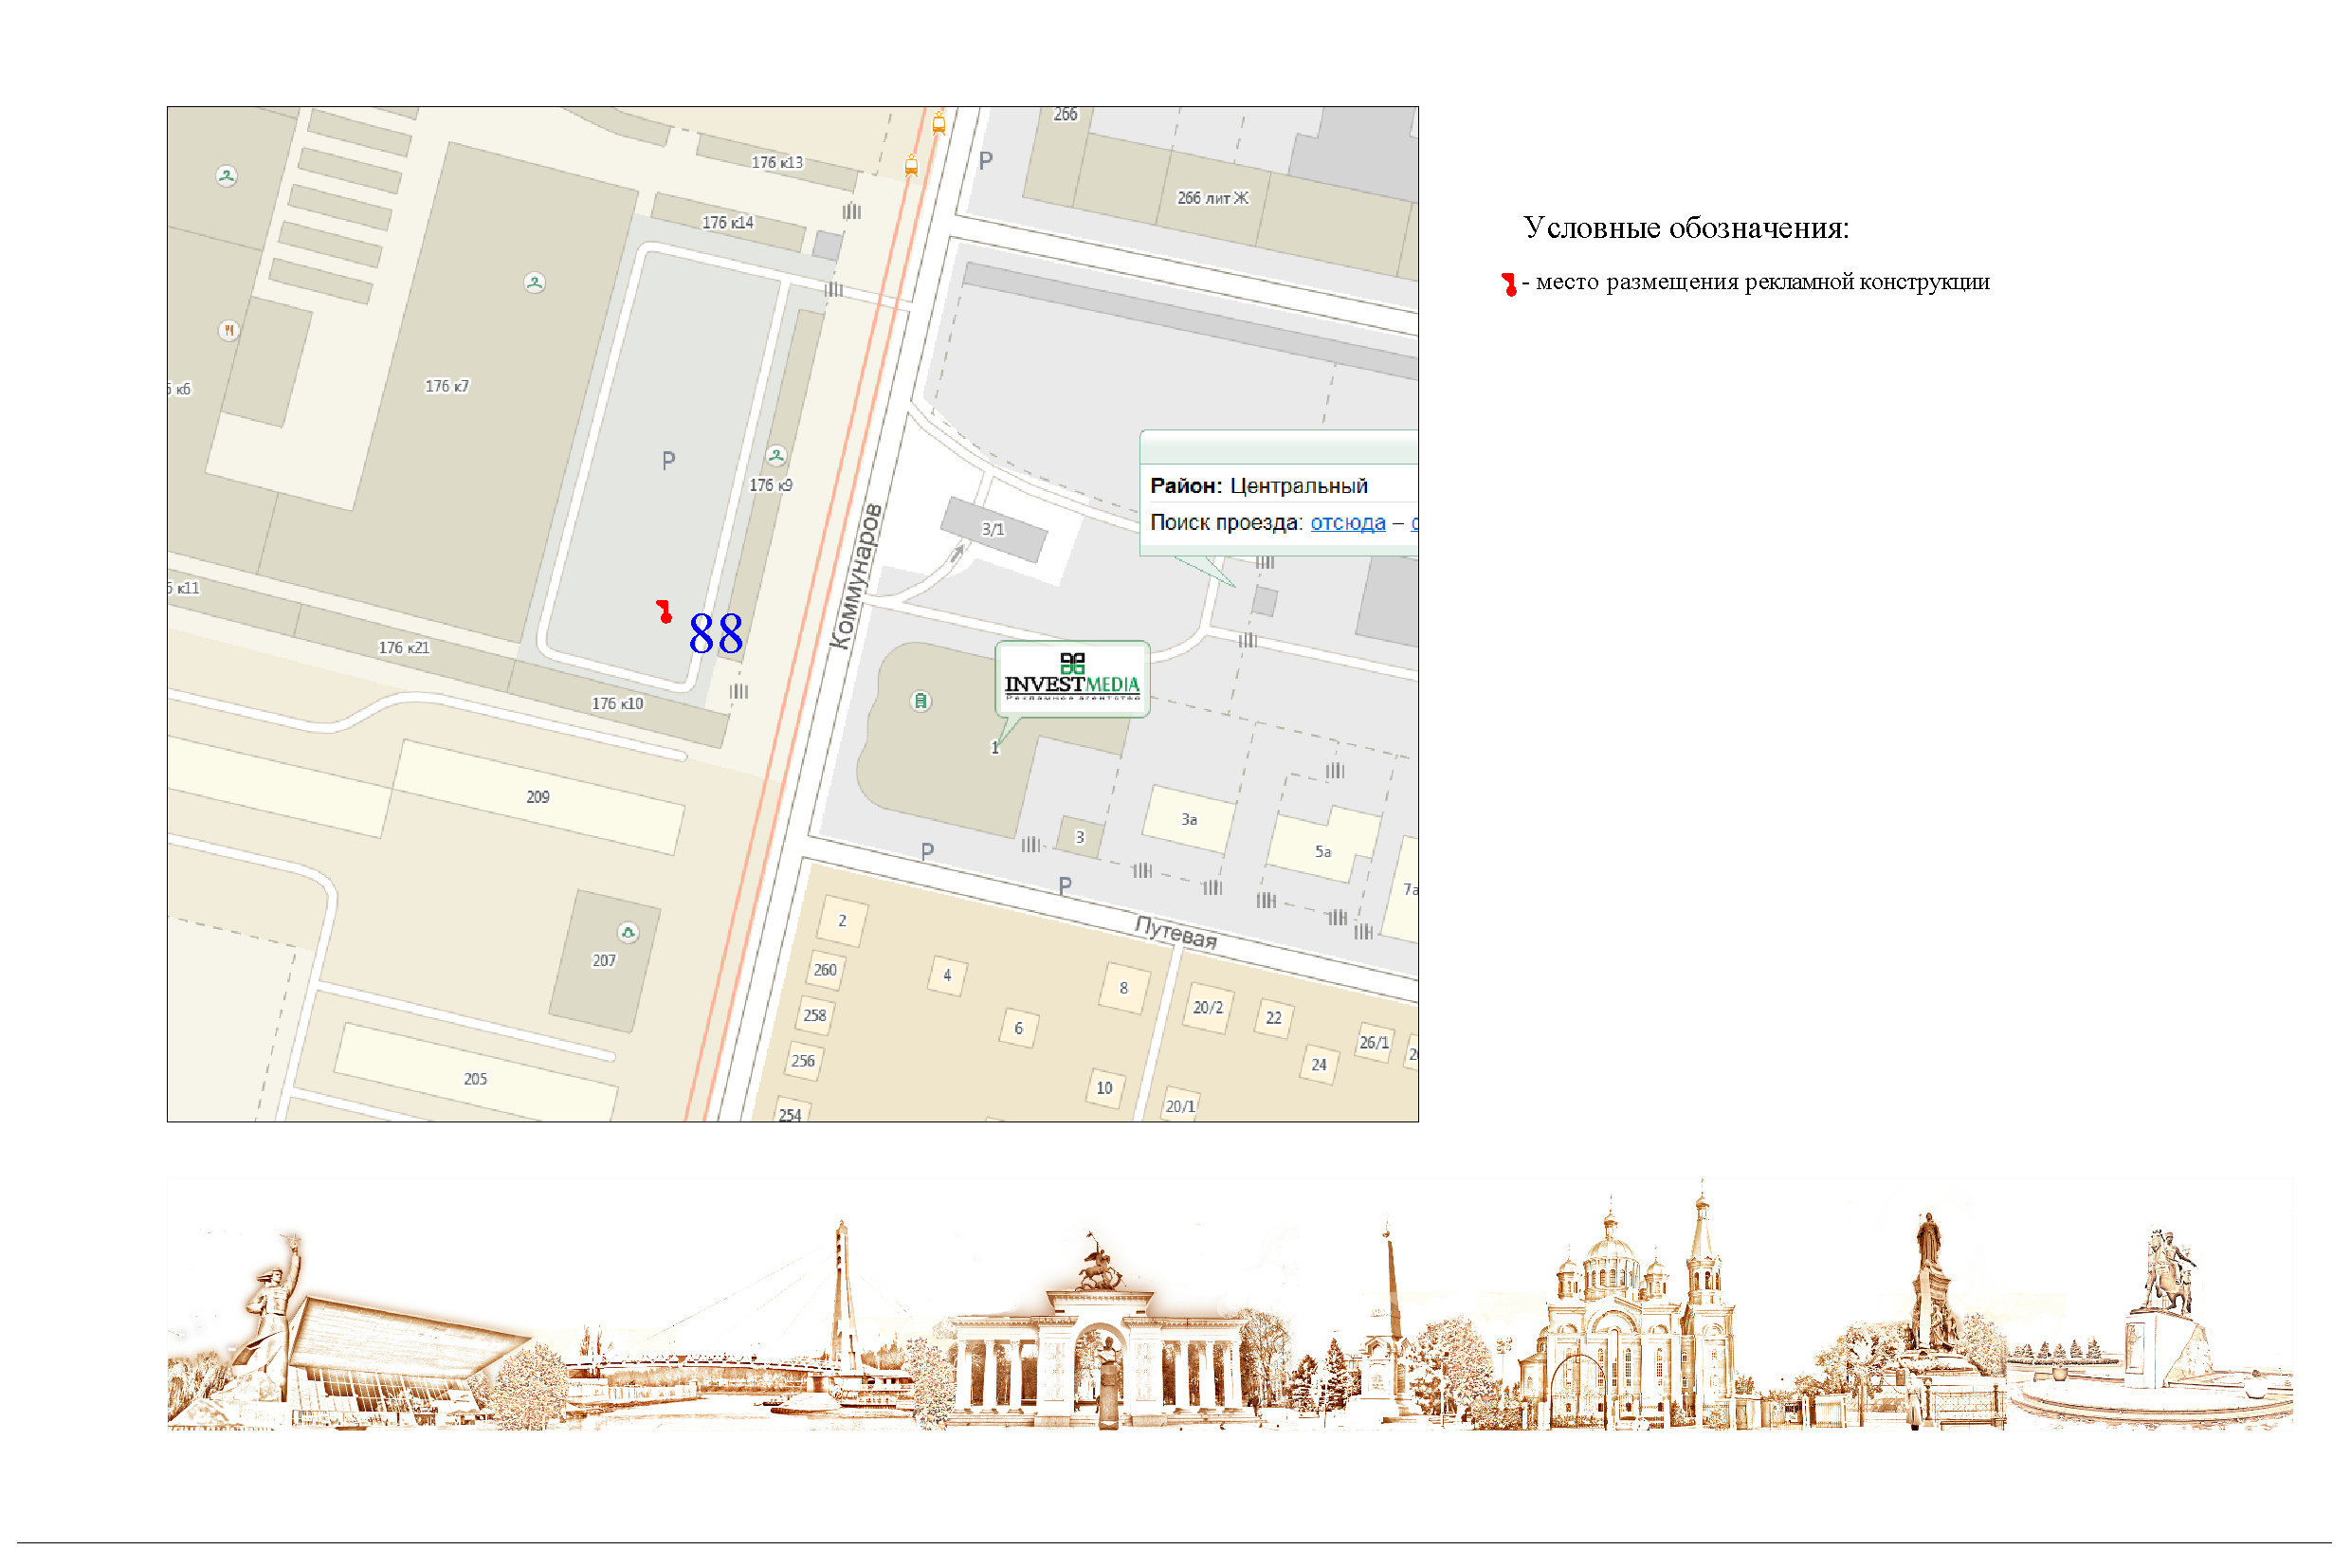 266
P
176 к13
266 лит Ж
176 к14
Условные обозначения:
- место размещения рекламной конструкции
176 к7
к6
P
176 к9
Район: Центральный
Поиск проезда: отсюда –
3/1
Коммунаров
к11
88
176 к21
INVESTMEDIA
Рекламное агентство
176 к10
1
209
3а
3
5а
P
P
7а
2
Путевая
207
260
4
8
20/2
258
22
6
26/1
256
24
205
10
20/1
254